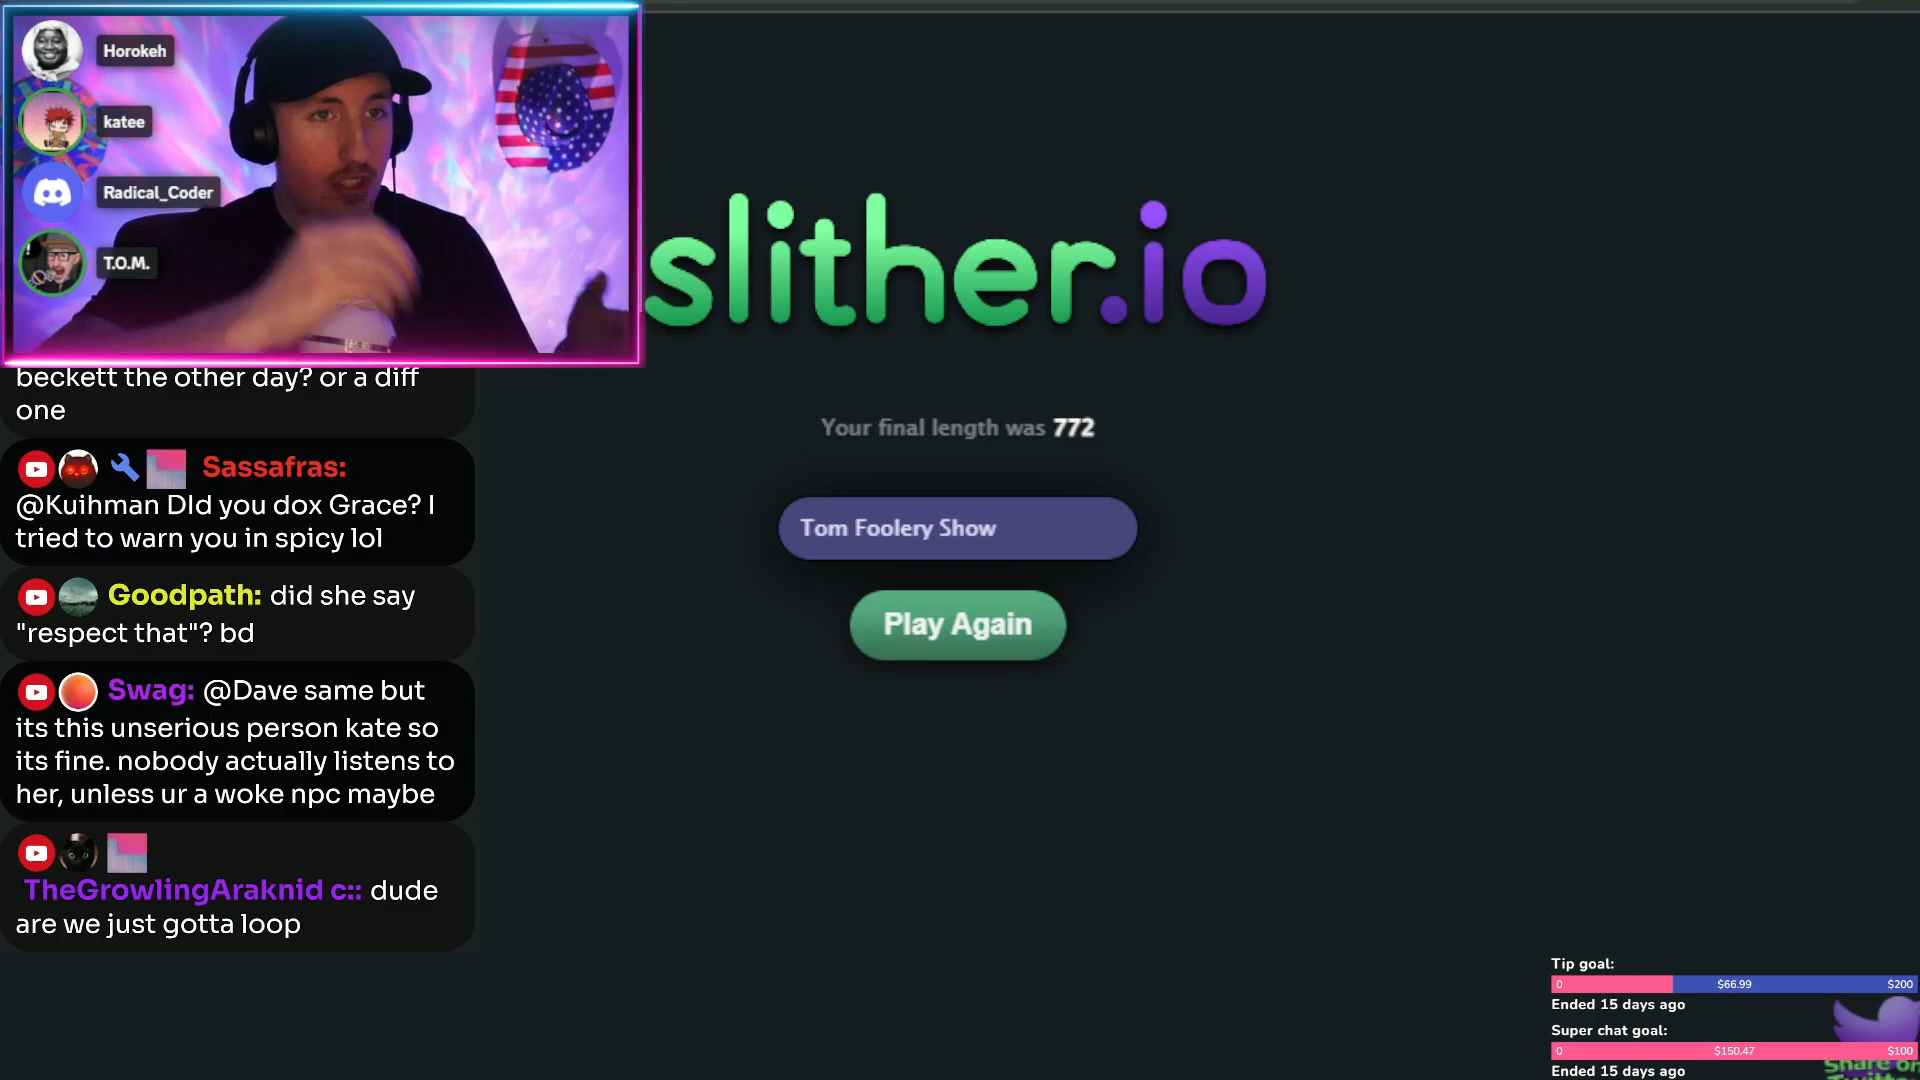 Horokeh
katee
Radical_Coder
T.O.M.
slither.io
Your final length was 772
Tom Foolery Show
Play Again
beckett the other day? or a diff
one
Sassafras:
@Kuihman DId you dox Grace? I
tried to warn you in spicy lol
Goodpath: did she say
"respect that"? bd
Swag: @Dave same but
its this unserious person kate so
its fine. nobody actually listens to
her, unless ur a woke npc maybe
TheGrowlingAraknid c:: dude
are we just gotta loop
Tip goal:
0 $66.99 $200
Ended 15 days ago
Super chat goal:
0 $150.47 $100
Ended 15 days ago
Share on